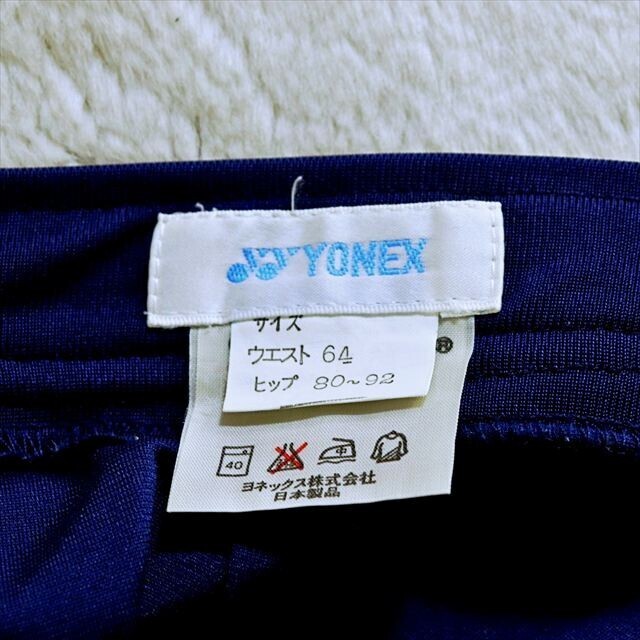 YONEX
サイズ
ウエスト 64
ヒップ 80~92
®
40 中
ヨネックス株式会社
日本製品